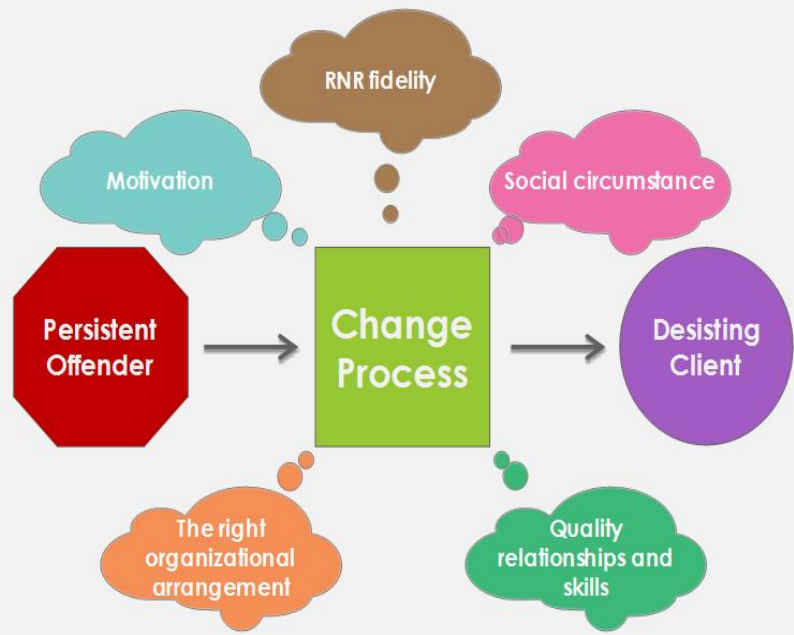 RNR fidelity
Motivation
Social circumstance
Persistent
Offender
Change
Process
Desisting
Client
The right
organizational
arrangement
Quality
relationships and
skills